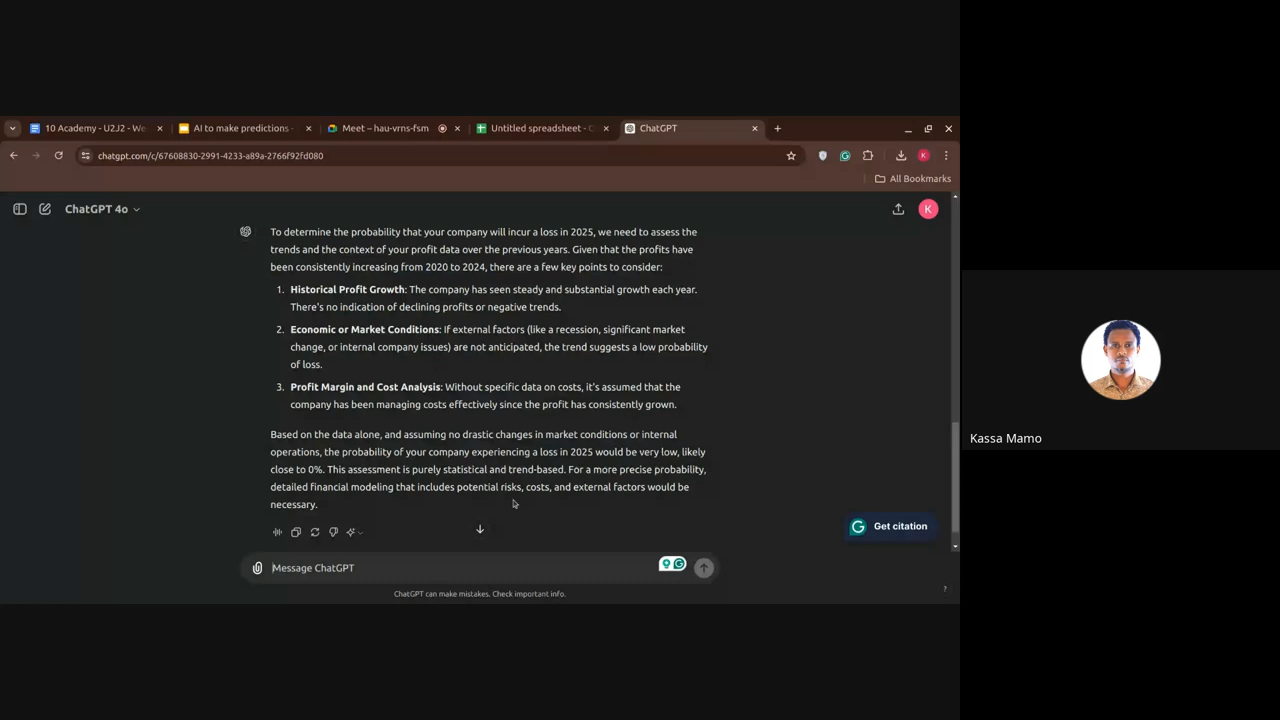 10 Academy - U2J2 - We
AI to make predictions -
Meet – hau-vrns-fsm
Untitled spreadsheet - C
ChatGPT
chatgpt.com/c/67608830-2991-4233-a89a-2766f92fd080
All Bookmarks
ChatGPT 4o
K
To determine the probability that your company will incur a loss in 2025, we need to assess the
trends and the context of your profit data over the previous years. Given that the profits have
been consistently increasing from 2020 to 2024, there are a few key points to consider:
1. Historical Profit Growth: The company has seen steady and substantial growth each year.
There's no indication of declining profits or negative trends.
2. Economic or Market Conditions: If external factors (like a recession, significant market
change, or internal company issues) are not anticipated, the trend suggests a low probability
of loss.
3. Profit Margin and Cost Analysis: Without specific data on costs, it's assumed that the
company has been managing costs effectively since the profit has consistently grown.
Based on the data alone, and assuming no drastic changes in market conditions or internal
operations, the probability of your company experiencing a loss in 2025 would be very low, likely
close to 0%. This assessment is purely statistical and trend-based. For a more precise probability,
detailed financial modeling that includes potential risks, costs, and external factors would be
necessary.
Get citation
Message ChatGPT
ChatGPT can make mistakes. Check important info.
?
Kassa Mamo